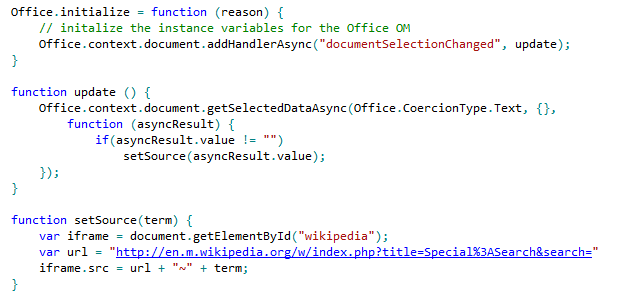 Office.initialize = function (reason) {
    // initalize the instance variables for the Office OM
    Office.context.document.addHandlerAsync("documentSelectionChanged", update);
}

function update () {
    Office.context.document.getSelectedDataAsync(Office.CoercionType.Text, {},
        function (asyncResult) {
            if(asyncResult.value != "")
                setSource(asyncResult.value);
    });
}

function setSource(term) {
    var iframe = document.getElementById("wikipedia");
    var url = "http://en.m.wikipedia.org/w/index.php?title=Special%3ASearch&search="
    iframe.src = url + "~" + term;
}